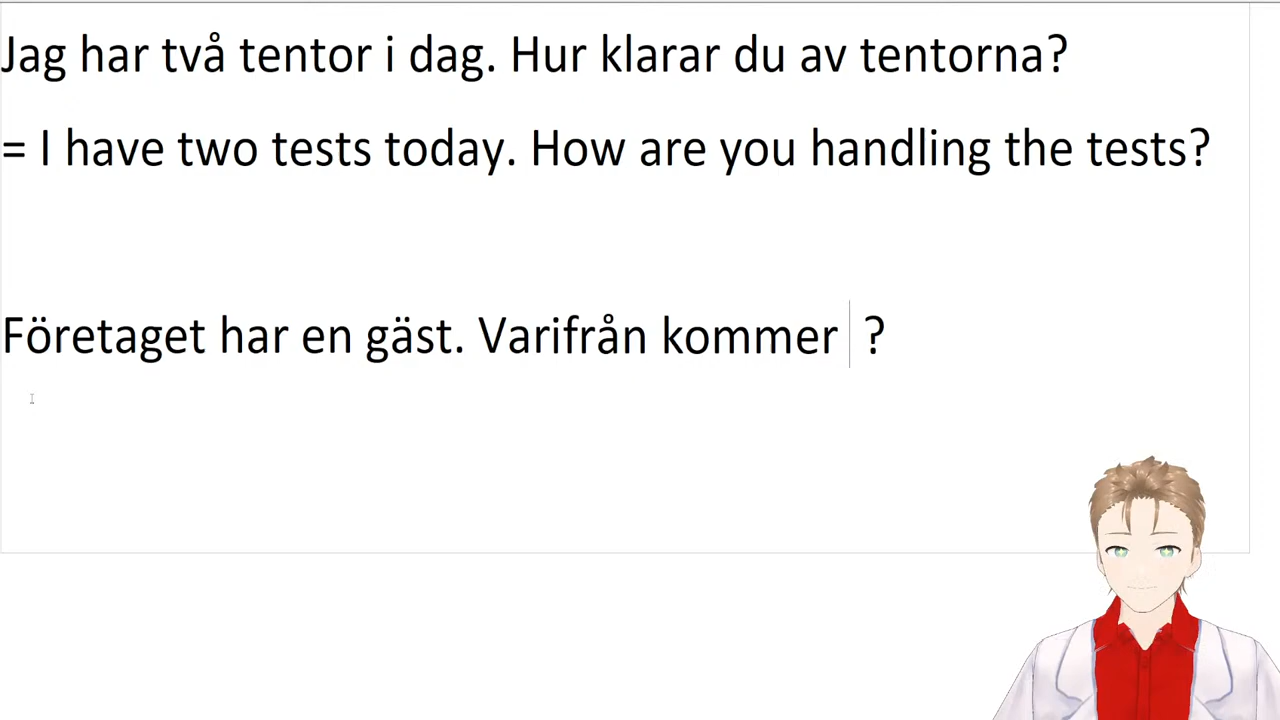 Jag har två tentor i dag. Hur klarar du av tentorna?
= I have two tests today. How are you handling the tests?
Företaget har en gäst. Varifrån kommer ?